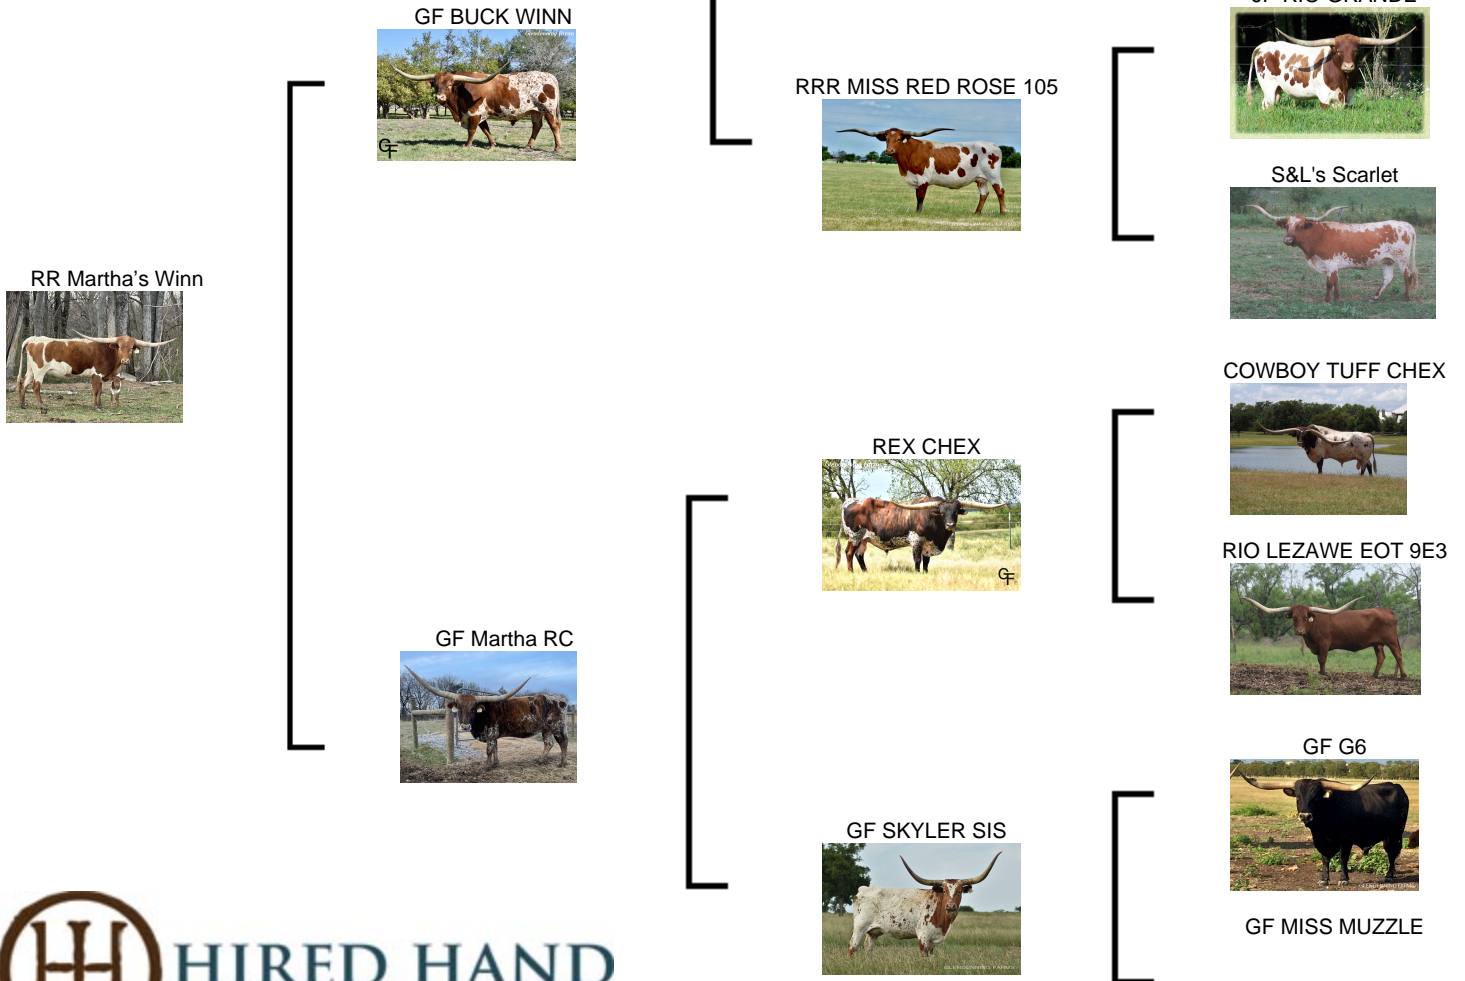 GF BUCK WINN
RRR MISS RED ROSE 105
S&L's Scarlet
RR Martha's Winn
COWBOY TUFF CHEX
REX CHEX
RIO LEZAWE EOT 9E3
GF Martha RC
GF G6
GF SKYLER SIS
GF MISS MUZZLE
HIRED HAND